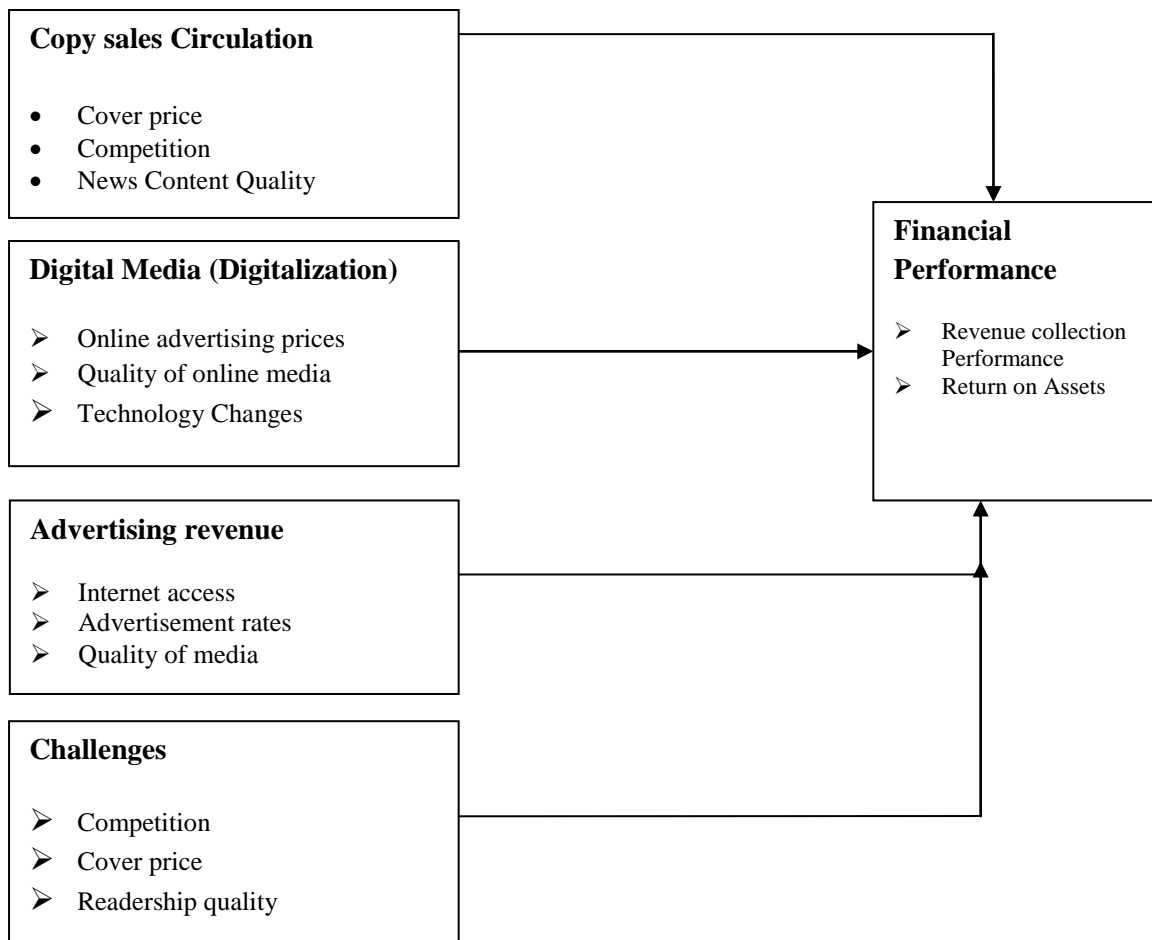 Copy sales Circulation
• Cover price
• Competition
• News Content Quality
Digital Media (Digitalization)
➢ Online advertising prices
➢ Quality of online media
➢ Technology Changes
Advertising revenue
➢ Internet access
➢ Advertisement rates
➢ Quality of media
Challenges
➢ Competition
➢ Cover price
➢ Readership quality
Financial
Performance
➢ Revenue collection
Performance
➢ Return on Assets